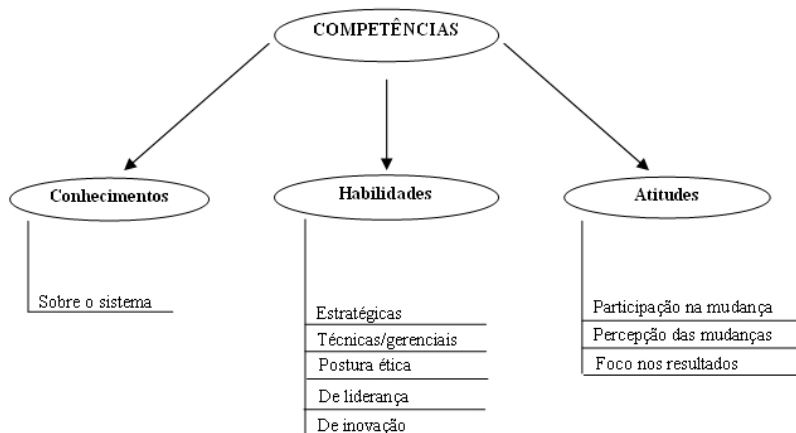 COMPETÊNCIAS
Conhecimentos
Habilidades
Atitudes
Sobre o sistema
Estratégicas
Técnicas/gerenciais
Postura ética
De liderança
De inovação
Participação na mudança
Percepção das mudanças
Foco nos resultados